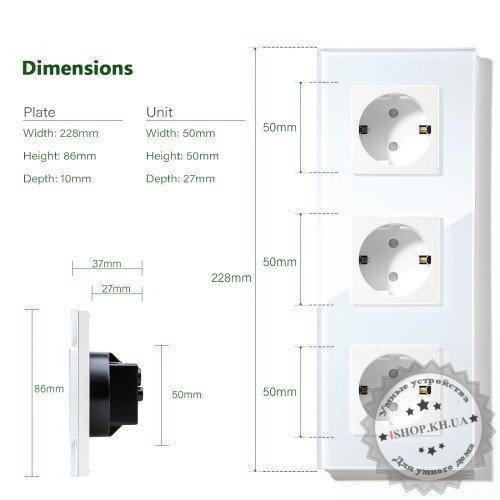 Dimensions
Plate
Unit
Width: 228mm
Width: 50mm
Height: 86mm
Height: 50mm
Depth: 10mm
Depth: 27mm
50mm
50mm
50mm
228mm
37mm
27mm
86mm
50mm
Умные устройства
ISHOP.KH.UA
Для умного дома